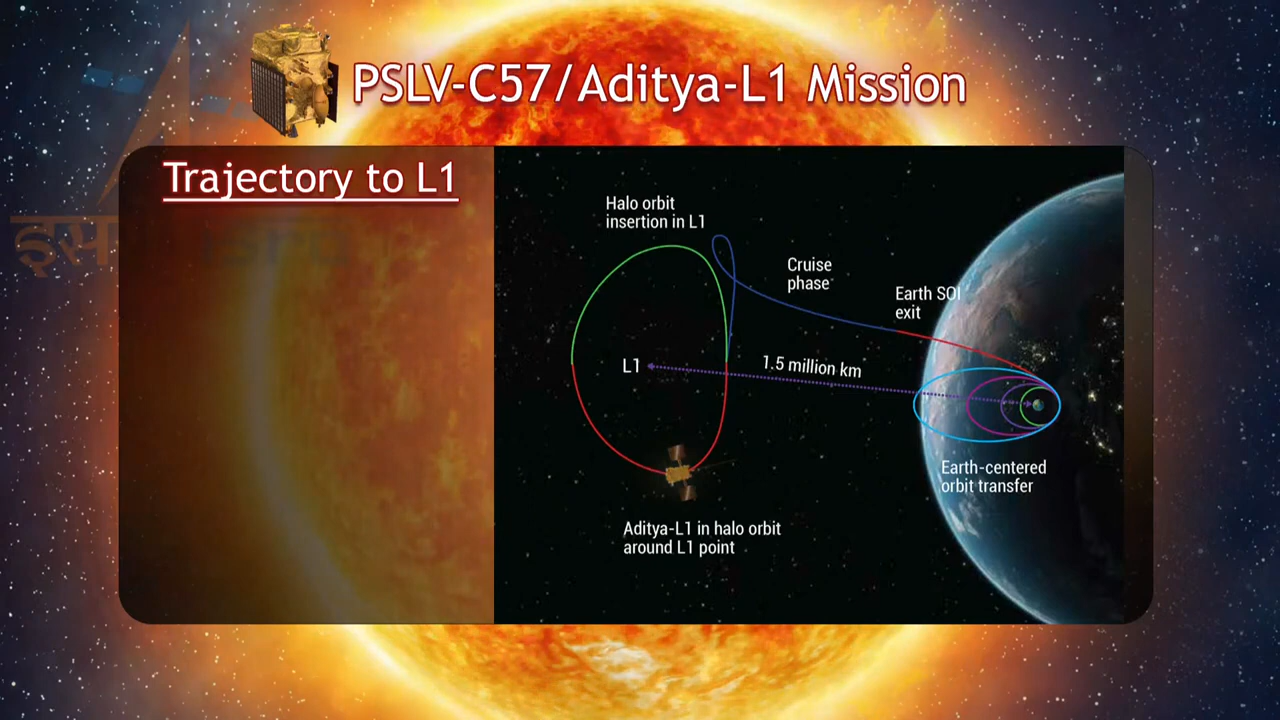 PSLV-C57/Aditya-L1 Mission
Trajectory to L1
Halo orbit
insertion in L1
Cruise
phase
Earth SOI
exit
L1
1.5 million km
Earth-centered
orbit transfer
Aditya-L1 in halo orbit
around L1 point